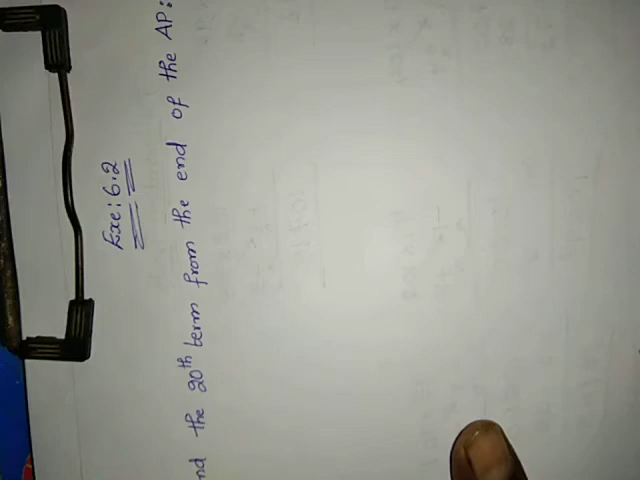 Exe: 6.2
nd the 20th term from the end of the AP: